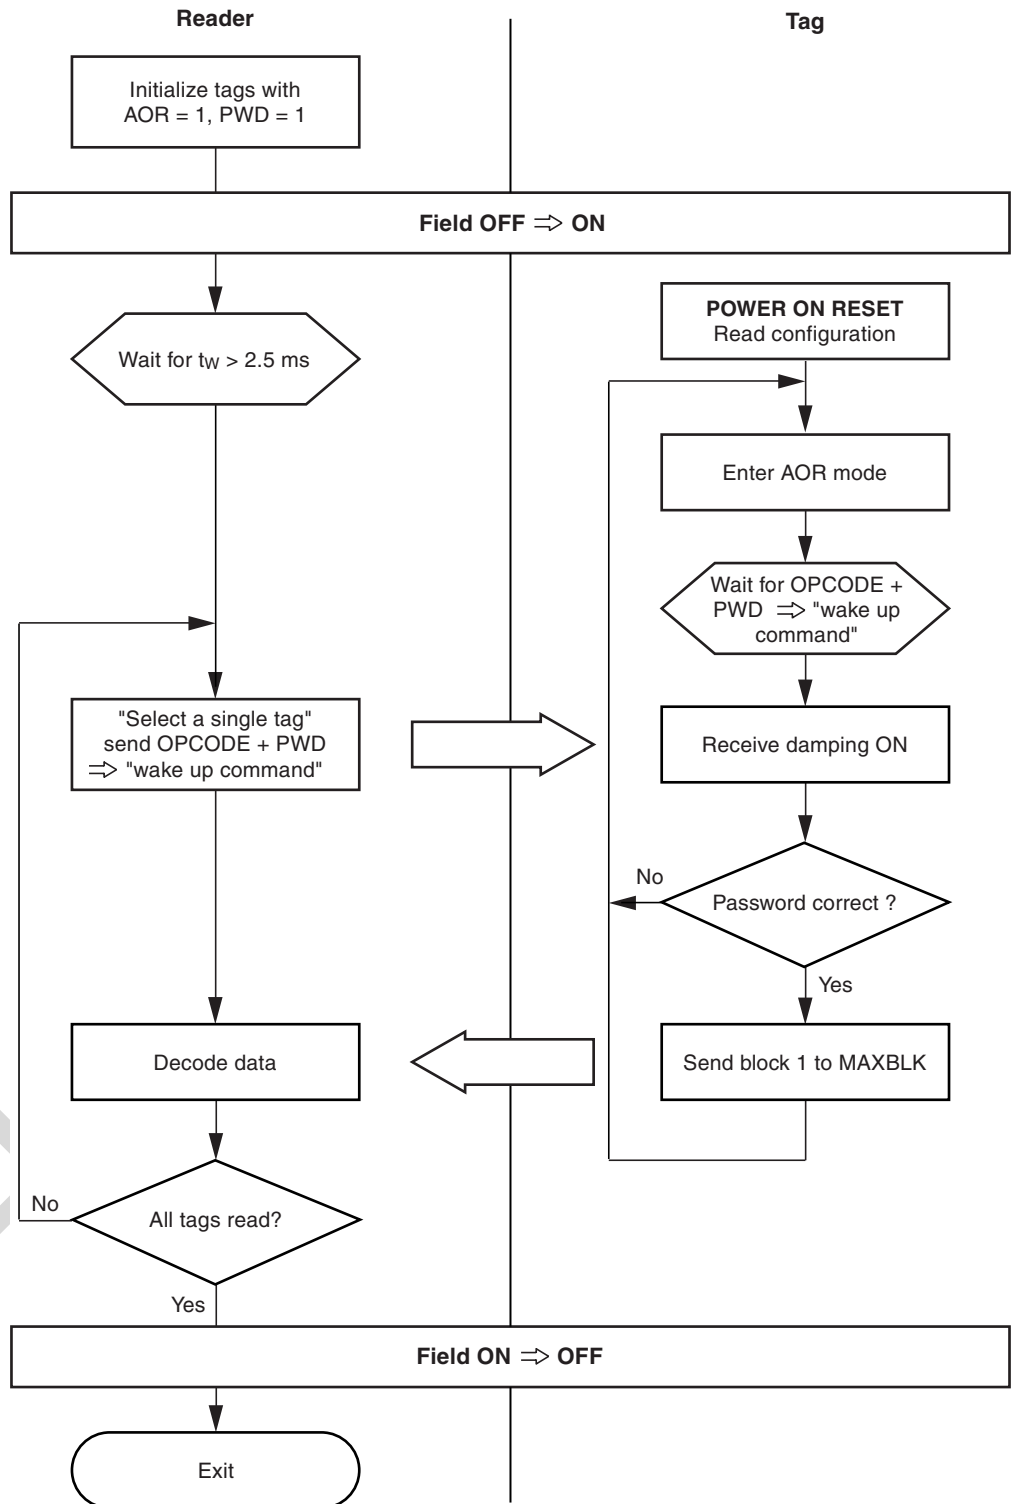 Reader
Tag
Initialize tags with
AOR = 1, PWD = 1
Field OFF ⇒ ON
POWER ON RESET
Read configuration
Wait for tW > 2.5 ms
Enter AOR mode
Wait for OPCODE +
PWD ⇒ "wake up
command"
"Select a single tag"
send OPCODE + PWD
⇒ "wake up command"
Receive damping ON
No
Password correct ?
Yes
Decode data
Send block 1 to MAXBLK
No
All tags read?
Yes
Field ON ⇒ OFF
Exit